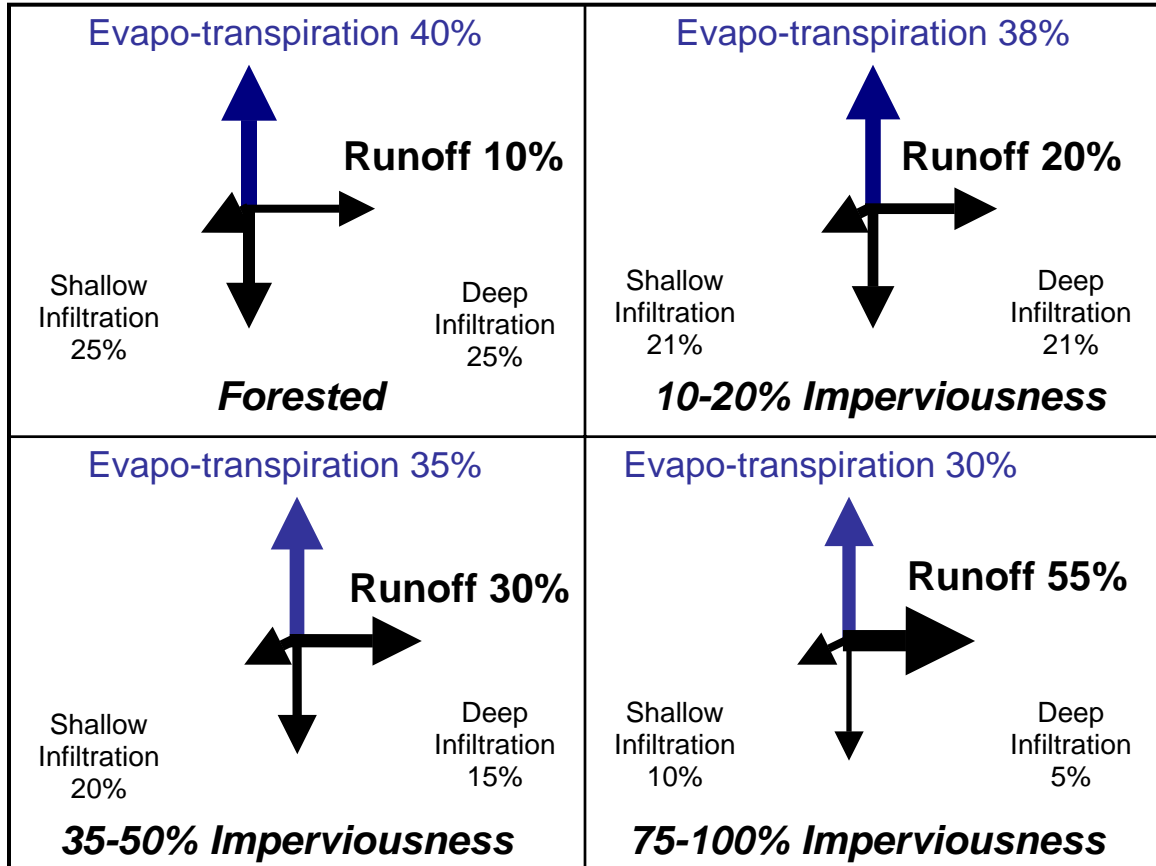 Evapo-transpiration 40%
Runoff 10%
Shallow
Infiltration
25%
Deep
Infiltration
25%
Forested
Evapo-transpiration 38%
Runoff 20%
Shallow
Infiltration
21%
Deep
Infiltration
21%
10-20% Imperviousness
Evapo-transpiration 35%
Runoff 30%
Shallow
Infiltration
20%
Deep
Infiltration
15%
35-50% Imperviousness
Evapo-transpiration 30%
Runoff 55%
Shallow
Infiltration
10%
Deep
Infiltration
5%
75-100% Imperviousness